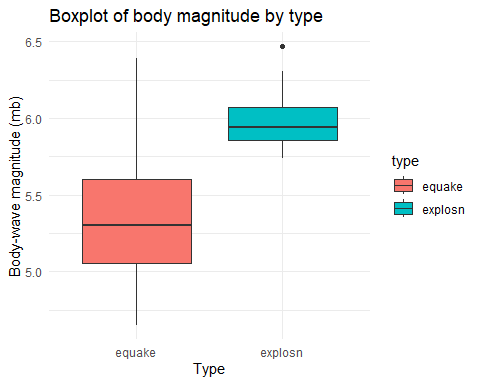 Boxplot of body magnitude by type
6.5
6.0
5.5
5.0
Body-wave magnitude (mb)
equake
explosn
Type
type
equake
explosn